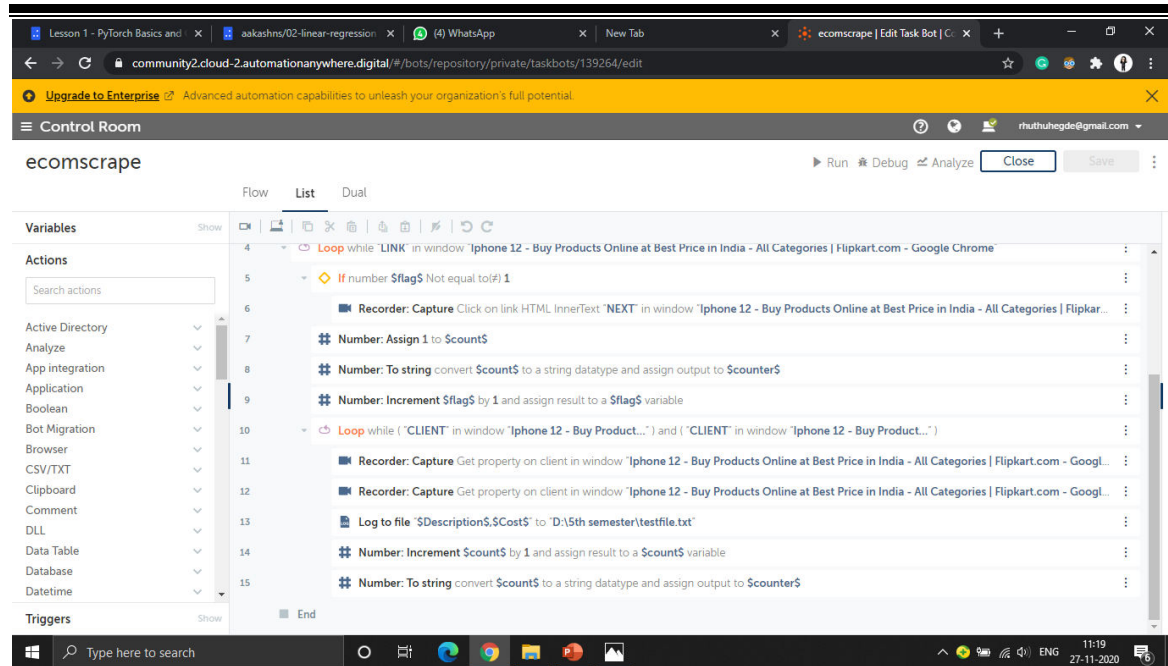 Lesson 1 - PyTorch Basics and
aakashns/02-linear-regression
(4) WhatsApp
New Tab
ecomscrape | Edit Task Bot | Co
community2.cloud-2.automationanywhere.digital/#/bots/repository/private/taskbots/139264/edit
Upgrade to Enterprise Advanced automation capabilities to unleash your organization's full potential.
Control Room
rhuthuhegde@gmail.com
ecomscrape
Run Debug Analyze Close Save
Flow List Dual
Variables Show
Actions
Search actions
Active Directory
Analyze
App integration
Application
Boolean
Bot Migration
Browser
CSV/TXT
Clipboard
Comment
DLL
Data Table
Database
Datetime
Triggers Show
4 Loop while "LINK" in window "Iphone 12 - Buy Products Online at Best Price in India - All Categories | Flipkart.com - Google Chrome"
5 If number $flag$ Not equal to(≠) 1
6 Recorder: Capture Click on link HTML InnerText "NEXT" in window "Iphone 12 - Buy Products Online at Best Price in India - All Categories | Flipkar...
7 Number: Assign 1 to $count$
8 Number: To string convert $count$ to a string datatype and assign output to $counter$
9 Number: Increment $flag$ by 1 and assign result to a $flag$ variable
10 Loop while ( "CLIENT" in window "Iphone 12 - Buy Product..." ) and ( "CLIENT" in window "Iphone 12 - Buy Product..." )
11 Recorder: Capture Get property on client in window "Iphone 12 - Buy Products Online at Best Price in India - All Categories | Flipkart.com - Googl...
12 Recorder: Capture Get property on client in window "Iphone 12 - Buy Products Online at Best Price in India - All Categories | Flipkart.com - Googl...
13 Log to file "$Description$,$Cost$" to "D:\5th semester\testfile.txt"
14 Number: Increment $count$ by 1 and assign result to a $count$ variable
15 Number: To string convert $count$ to a string datatype and assign output to $counter$
End
Type here to search
ENG
11:19
27-11-2020
6